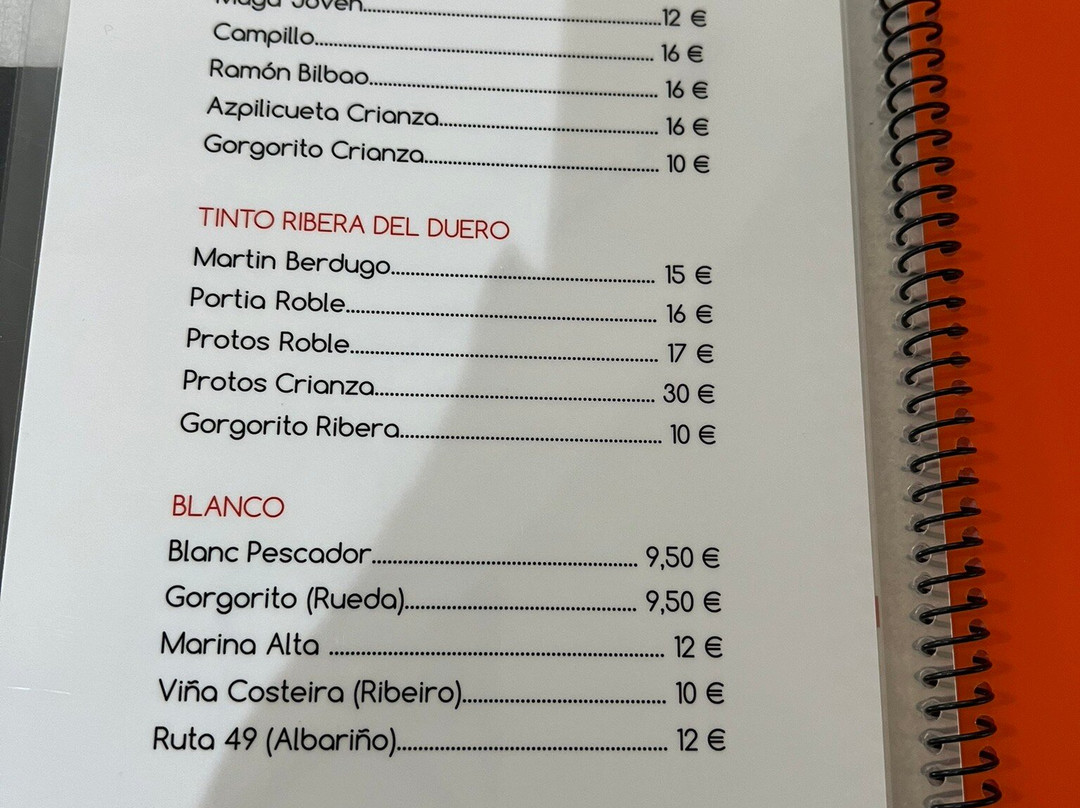 Joven....................12 €
Campillo.................... 16 €
Ramón Bilbao.................... 16 €
Azpilicueta Crianza.................... 16 €
Gorgorito Crianza.................... 10 €
TINTO RIBERA DEL DUERO
Martin Berdugo.................... 15 €
Portia Roble.................... 16 €
Protos Roble.................... 17 €
Protos Crianza.................... 30 €
Gorgorito Ribera.................... 10 €
BLANCO
Blanc Pescador.................... 9,50 €
Gorgorito (Rueda).................... 9,50 €
Marina Alta .................... 12 €
Viña Costeira (Ribeiro).................... 10 €
Ruta 49 (Albariño).................... 12 €